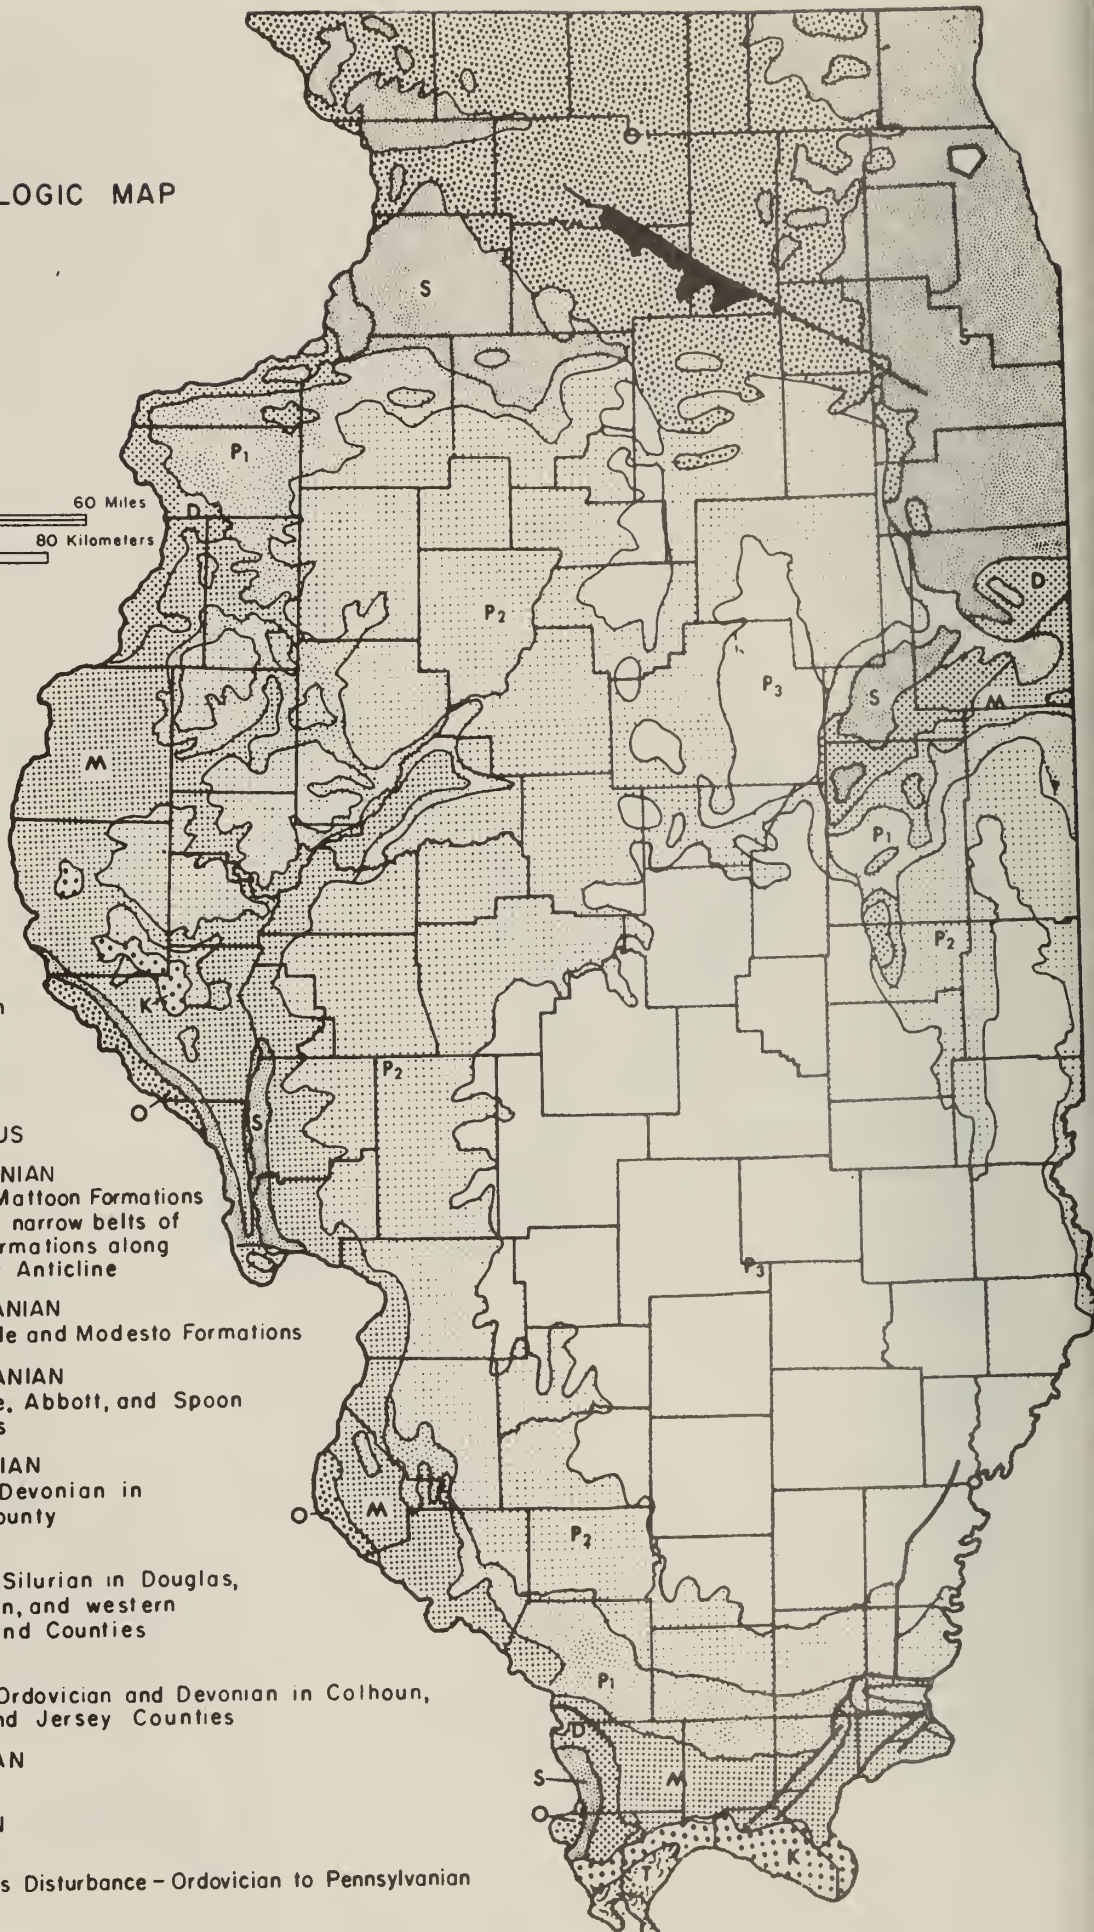 LOGIC MAP
60 Miles
80 Kilometers
US
NIAN
Mattoon Formations
narrow belts of
rmations along
Anticline
ANIAN
le and Modesto Formations
ANIAN
e, Abbott, and Spoon
s
IAN
Devonian in
ounty
Silurian in Douglas,
n, and western
nd Counties
Ordovician and Devonian in Colhoun,
nd Jersey Counties
AN
N
s Disturbance – Ordovician to Pennsylvanian
O
S
S
P1
D
P2
D
P3
S
M
M
P1
P2
K
P2
O
S
P3
O
M
P2
P1
D
S
M
O
K
T